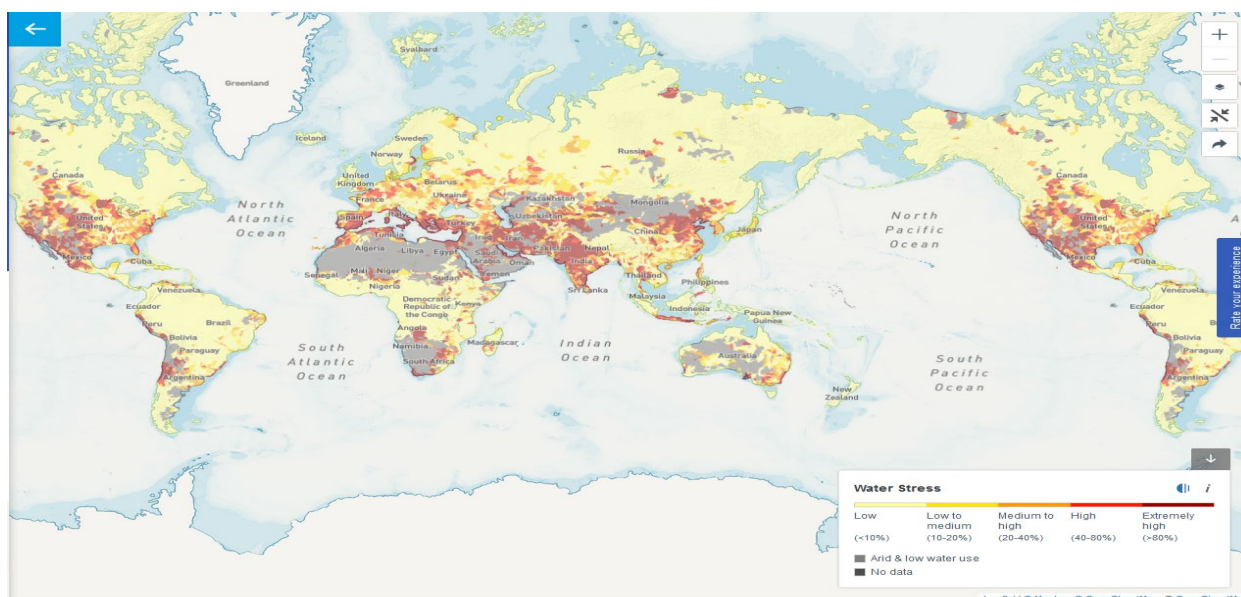 Greenland
Svalbard
Iceland
Sweden
Norway
Russia
Canada
United
Kingdom
Belarus
Ukraine
France
Kazakhstan
Mongolia
North
Atlantic
Ocean
United
States
Spain
Italy
Turkey
Uzbekistan
China
Japan
North
Pacific
Ocean
Canada
United
States
Tunisia
Iraq
Iran
Pakistan
Nepal
Algeria
Libya
Egypt
Saudi
Arabia
Oman
India
Mexico
Cuba
Mali
Niger
Sudan
Yemen
Senegal
Nigeria
Thailand
Philippines
Mexico
Cuba
Venezuela
Sri Lanka
Malaysia
Venezuela
Ecuador
Democratic
Republic of
the Congo
Kenya
Indonesia
Papua New
Guinea
Ecuador
Peru
Brazil
Angola
Peru
Bolivia
Paraguay
Namibia
Madagascar
Indian
Ocean
Australia
Bolivia
Paraguay
South
Atlantic
Ocean
South Africa
South
Pacific
Ocean
Argentina
New
Zealand
Argentina
Rate your experience
Water Stress
i
Low
Low to
medium
Medium to
high
High
Extremely
high
(<10%)
(10-20%)
(20-40%)
(40-80%)
(>80%)
Arid & low water use
No data